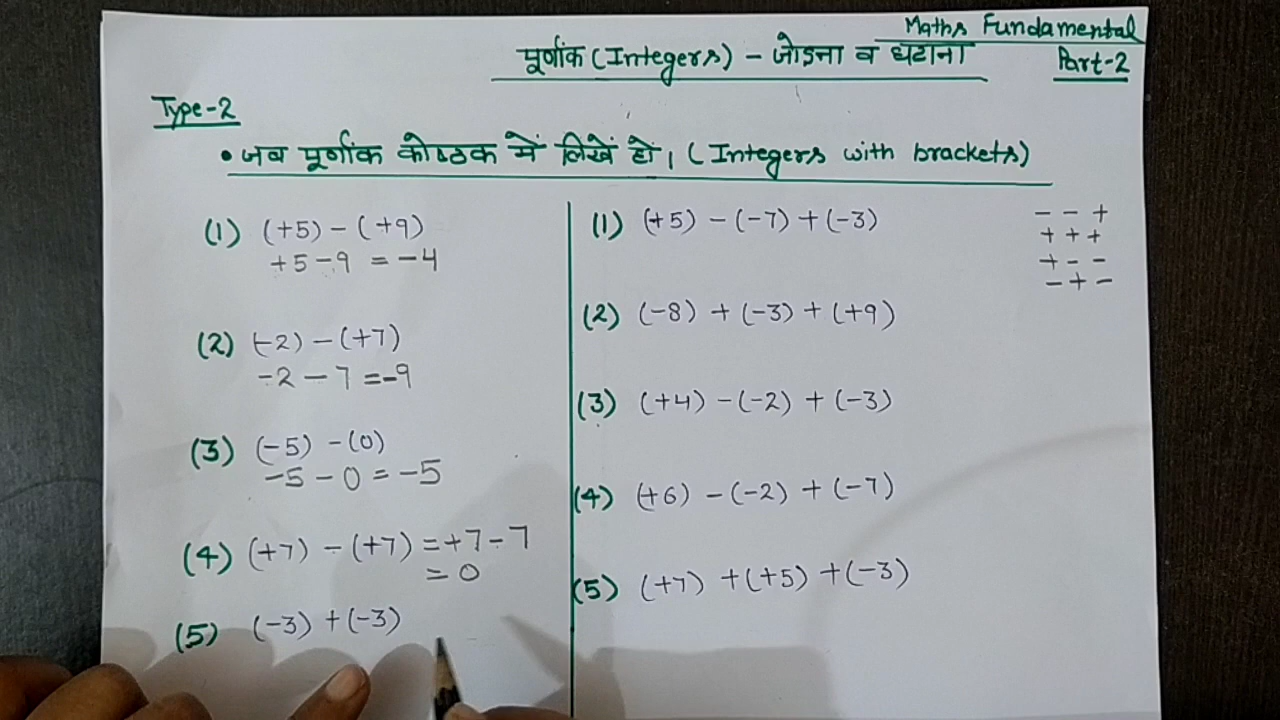 Maths Fundamental
Part-2
पूर्णांक (Integers) - जोडना व घटाना
Type-2
• जब पूर्णांक कोष्ठक में लिखें हो। (Integers with brackets)
(1) (+5) - (+9)
+5 - 9 = -4
(2) (-2) - (+7)
-2 - 7 = -9
(3) (-5) - (0)
-5 - 0 = -5
(4) (+7) - (+7) = +7 - 7
= 0
(5) (-3) + (-3)
(1) (+5) - (-7) + (-3)
(2) (-8) + (-3) + (+9)
(3) (+4) - (-2) + (-3)
(4) (+6) - (-2) + (-7)
(5) (+7) + (+5) + (-3)
- - +
+ + +
+ - -
- + -